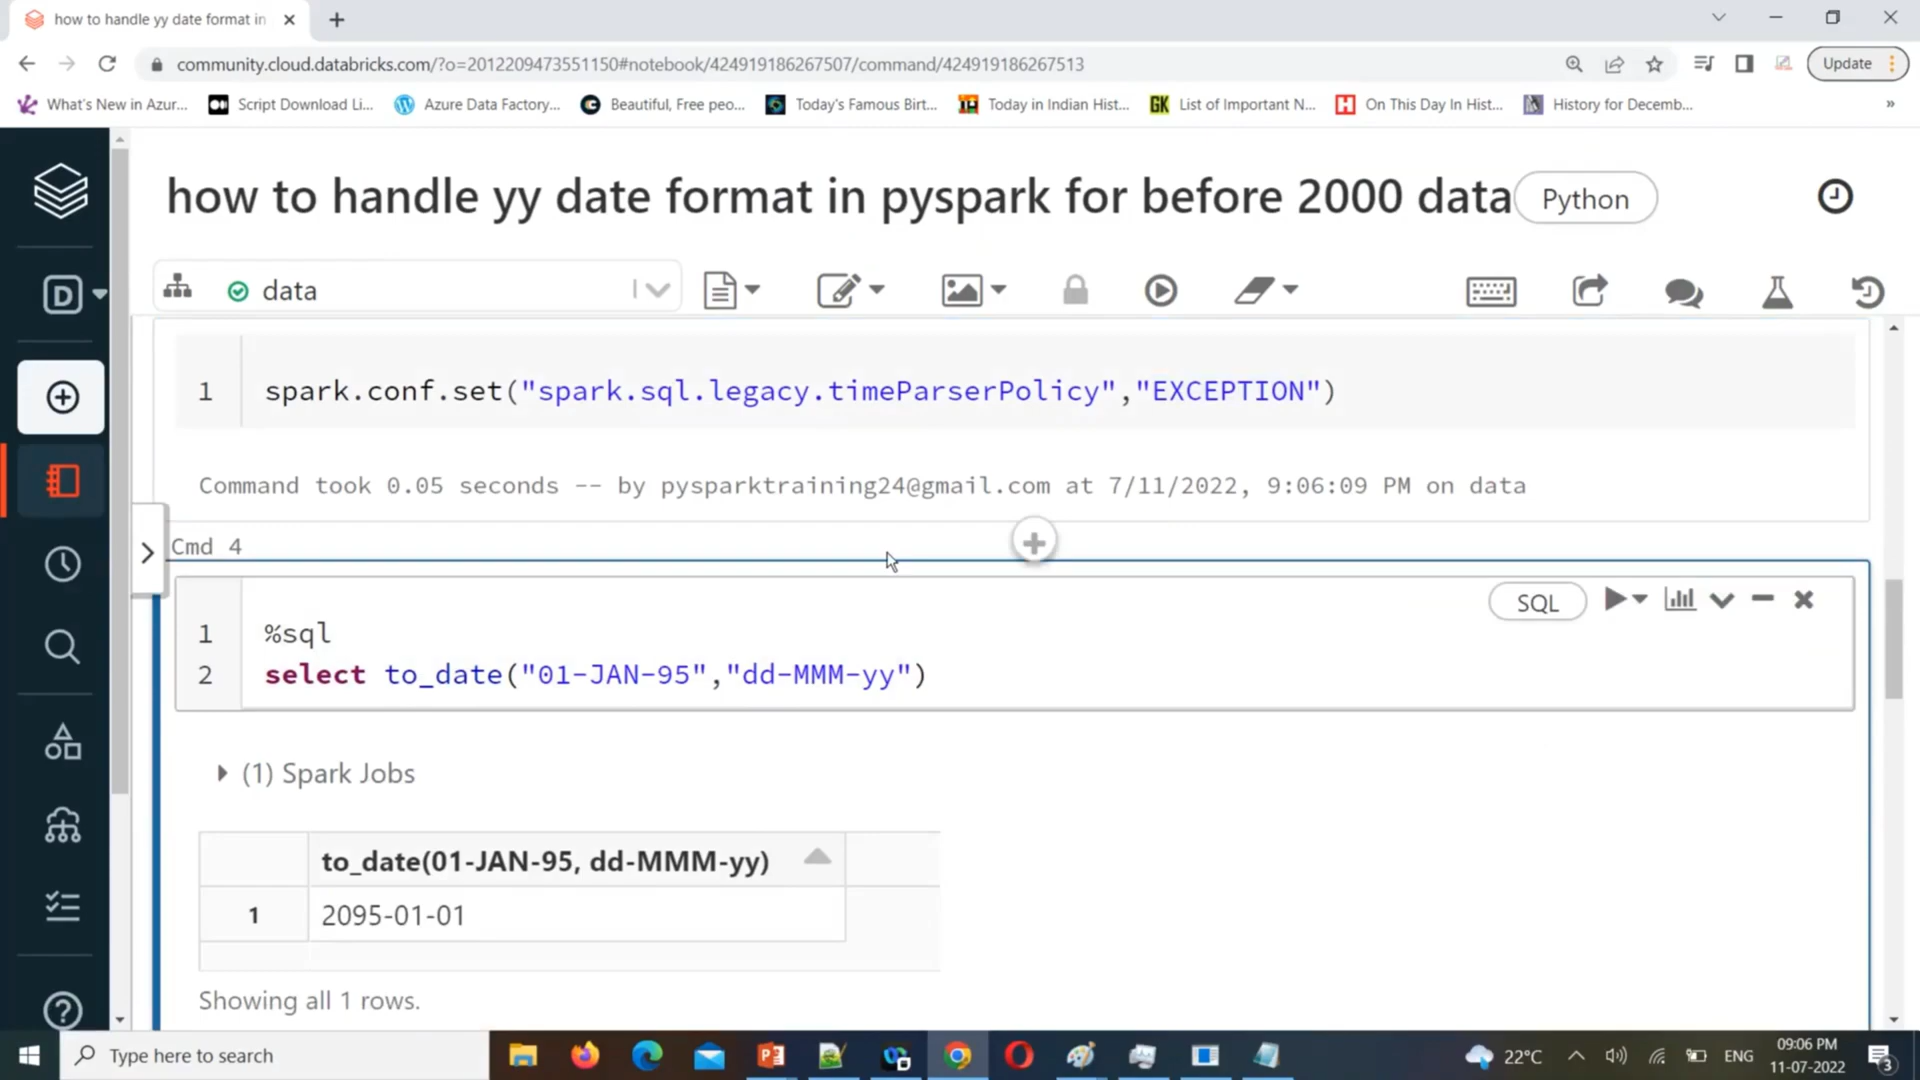 how to handle yy date format in
community.cloud.databricks.com/?o=2012209473551150#notebook/424919186267507/command/424919186267513
Update
What's New in Azur...
Script Download Li...
Azure Data Factory...
Beautiful, Free peo...
Today's Famous Birt...
Today in Indian Hist...
GK
List of Important N...
H
On This Day In Hist...
History for Decemb...
»
how to handle yy date format in pyspark for before 2000 data
Python
D
data
1 spark.conf.set("spark.sql.legacy.timeParserPolicy","EXCEPTION")
Command took 0.05 seconds -- by pysparktraining24@gmail.com at 7/11/2022, 9:06:09 PM on data
Cmd 4
SQL
1 %sql
2 select to_date("01-JAN-95","dd-MMM-yy")
(1) Spark Jobs
to_date(01-JAN-95, dd-MMM-yy)
1 2095-01-01
Showing all 1 rows.
Type here to search
22°C
ENG
09:06 PM
11-07-2022
3